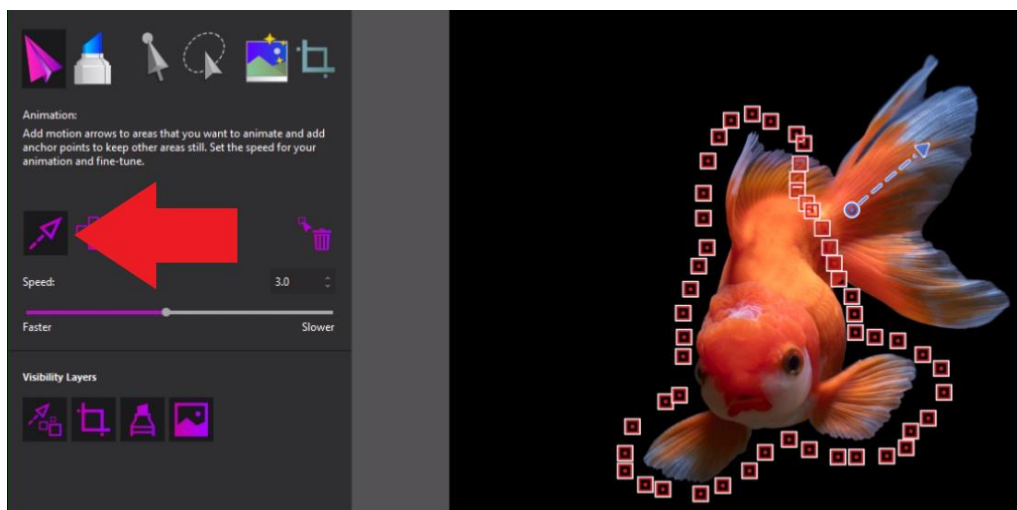 Animation:
Add motion arrows to areas that you want to animate and add
anchor points to keep other areas still. Set the speed for your
animation and fine-tune.
Speed:
3.0
Faster
Slower
Visibility Layers